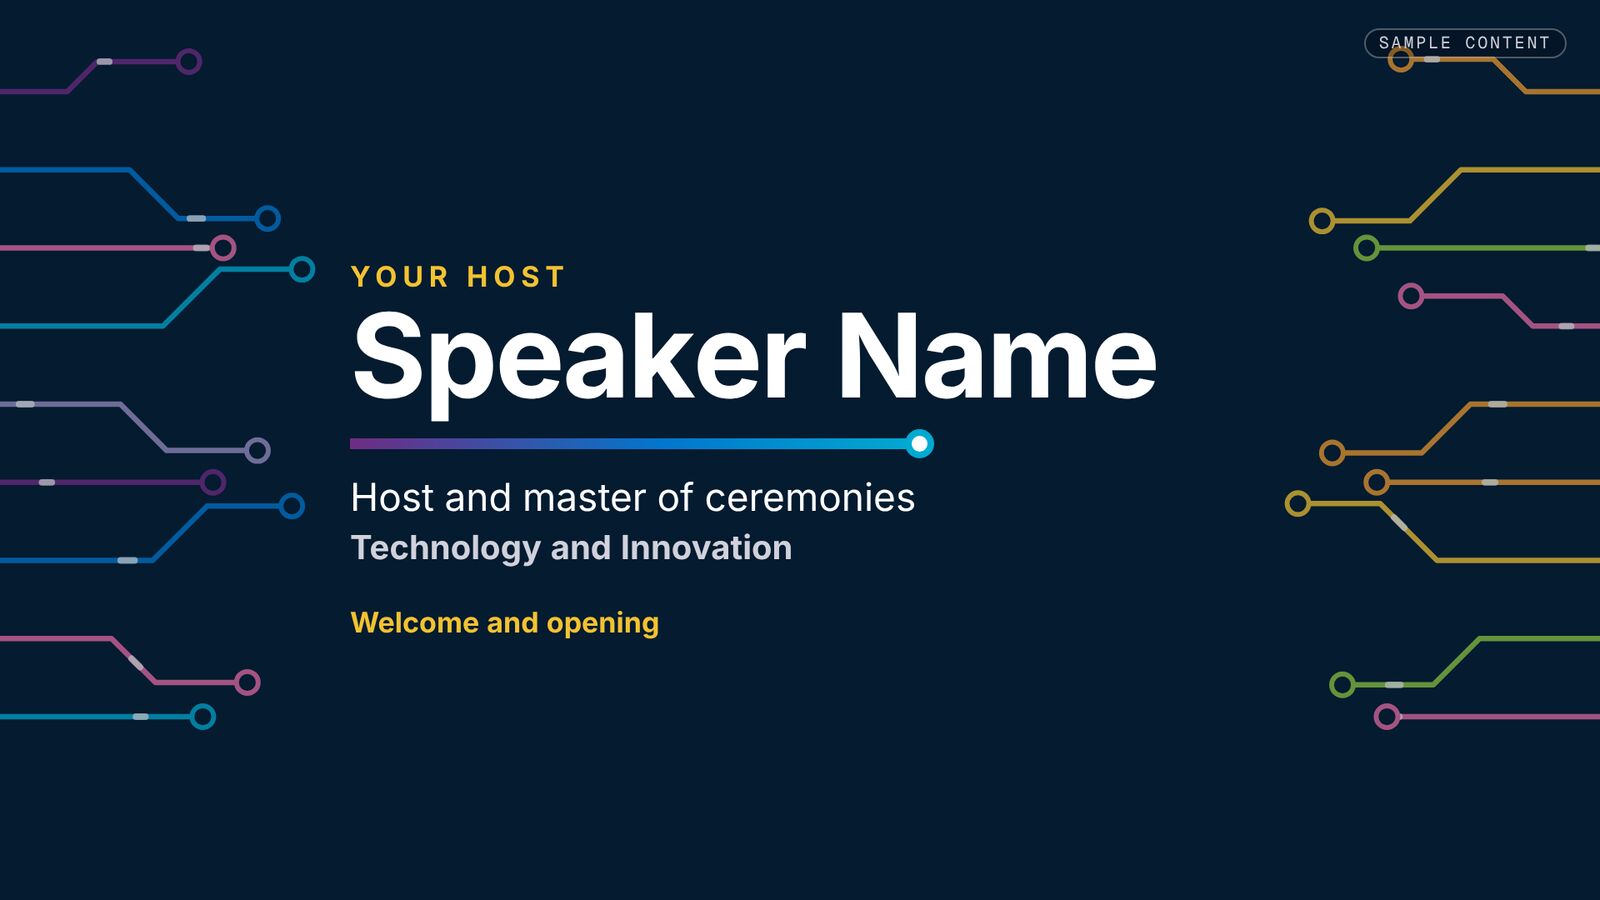 SAMPLE CONTENT
YOUR HOST
Speaker Name
Host and master of ceremonies
Technology and Innovation
Welcome and opening